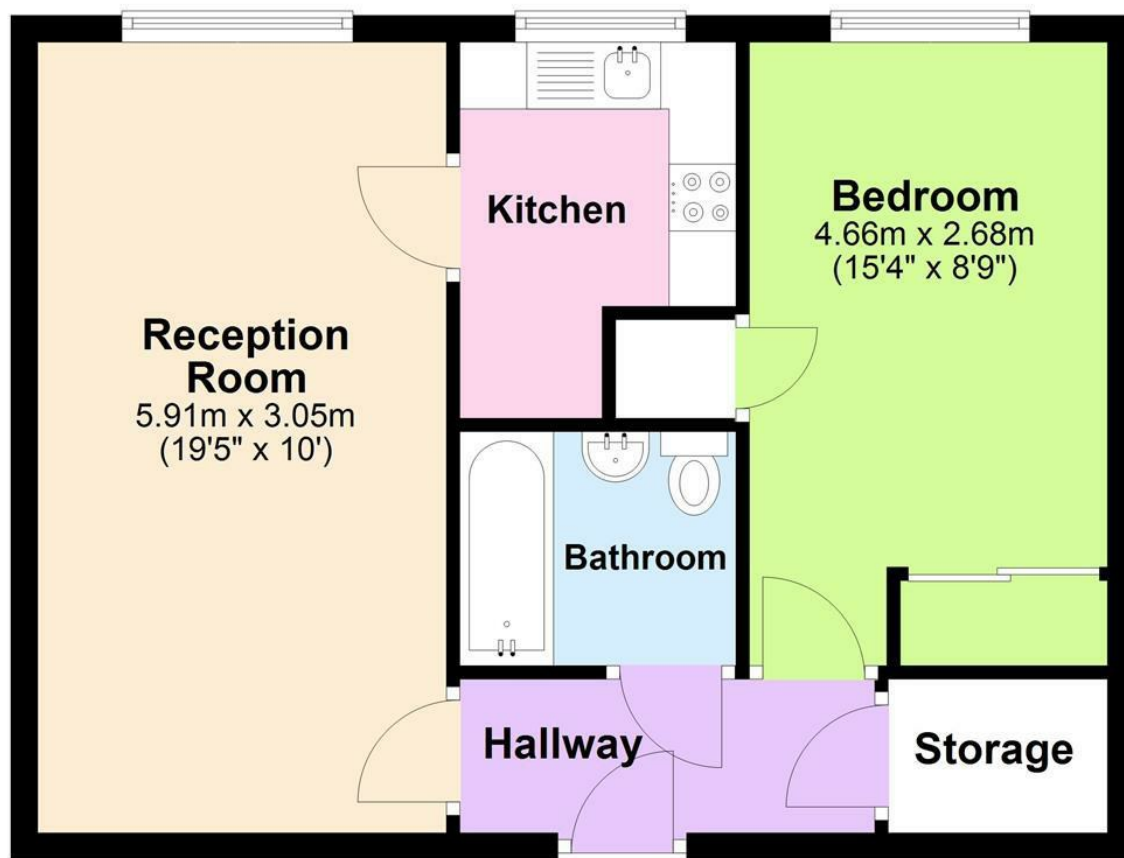 Kitchen
Bedroom
4.66m x 2.68m
(15'4" x 8'9")
Reception
Room
5.91m x 3.05m
(19'5" x 10')
Bathroom
Hallway
Storage